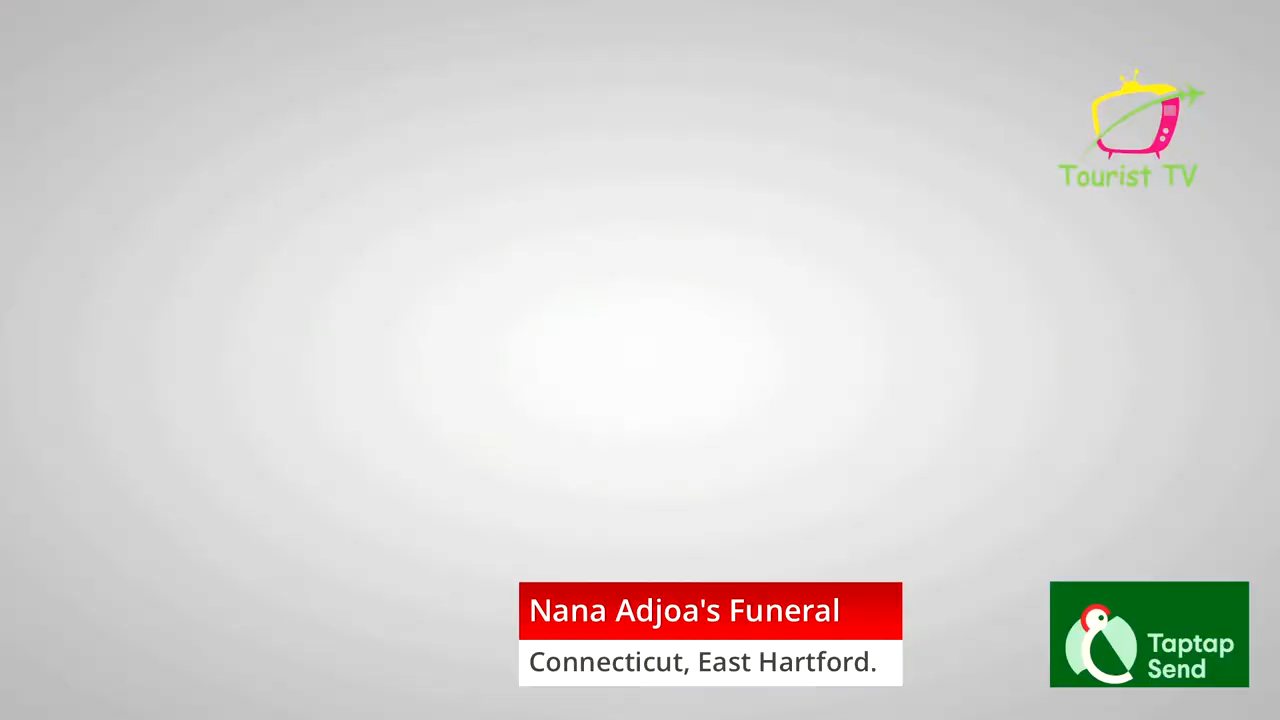 Tourist TV
Nana Adjoa's Funeral
Connecticut, East Hartford.
Taptap
Send